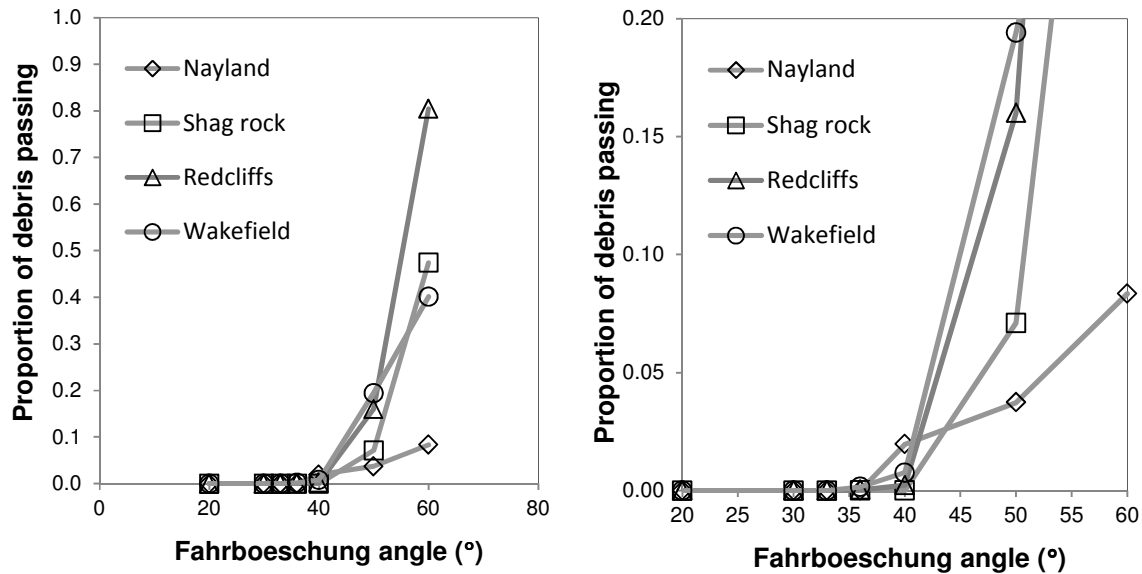 1.0
0.9
0.8
0.7
0.6
0.5
0.4
0.3
0.2
0.1
0.0
Proportion of debris passing
Nayland
Shag rock
Redcliffs
Wakefield
0 20 40 60 80
Fahrboeschung angle (°)
0.20
0.15
0.10
0.05
0.00
Proportion of debris passing
Nayland
Shag rock
Redcliffs
Wakefield
20 25 30 35 40 45 50 55 60
Fahrboeschung angle (°)